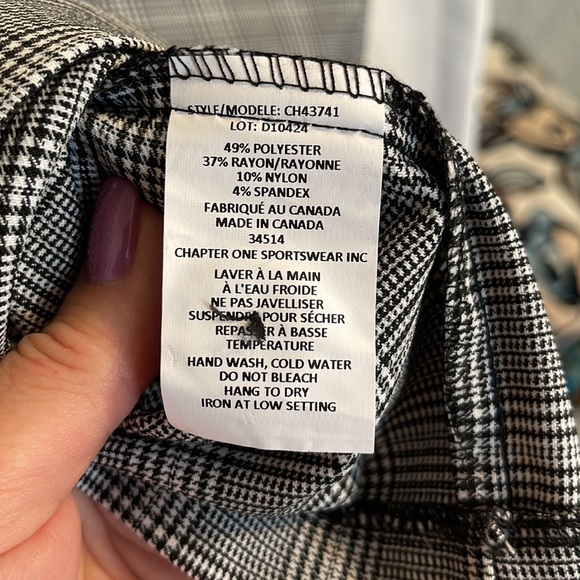 STYLE/MODELE: CH43741
LOT: D10424
49% POLYESTER
37% RAYON/RAYONNE
10% NYLON
4% SPANDEX
FABRIQUÉ AU CANADA
MADE IN CANADA
34514
CHAPTER ONE SPORTSWEAR INC
LAVER À LA MAIN
À L'EAU FROIDE
NE PAS JAVELLISER
SUSPENDRE POUR SÉCHER
REPASSER À BASSE
TEMPÉRATURE
HAND WASH, COLD WATER
DO NOT BLEACH
HANG TO DRY
IRON AT LOW SETTING